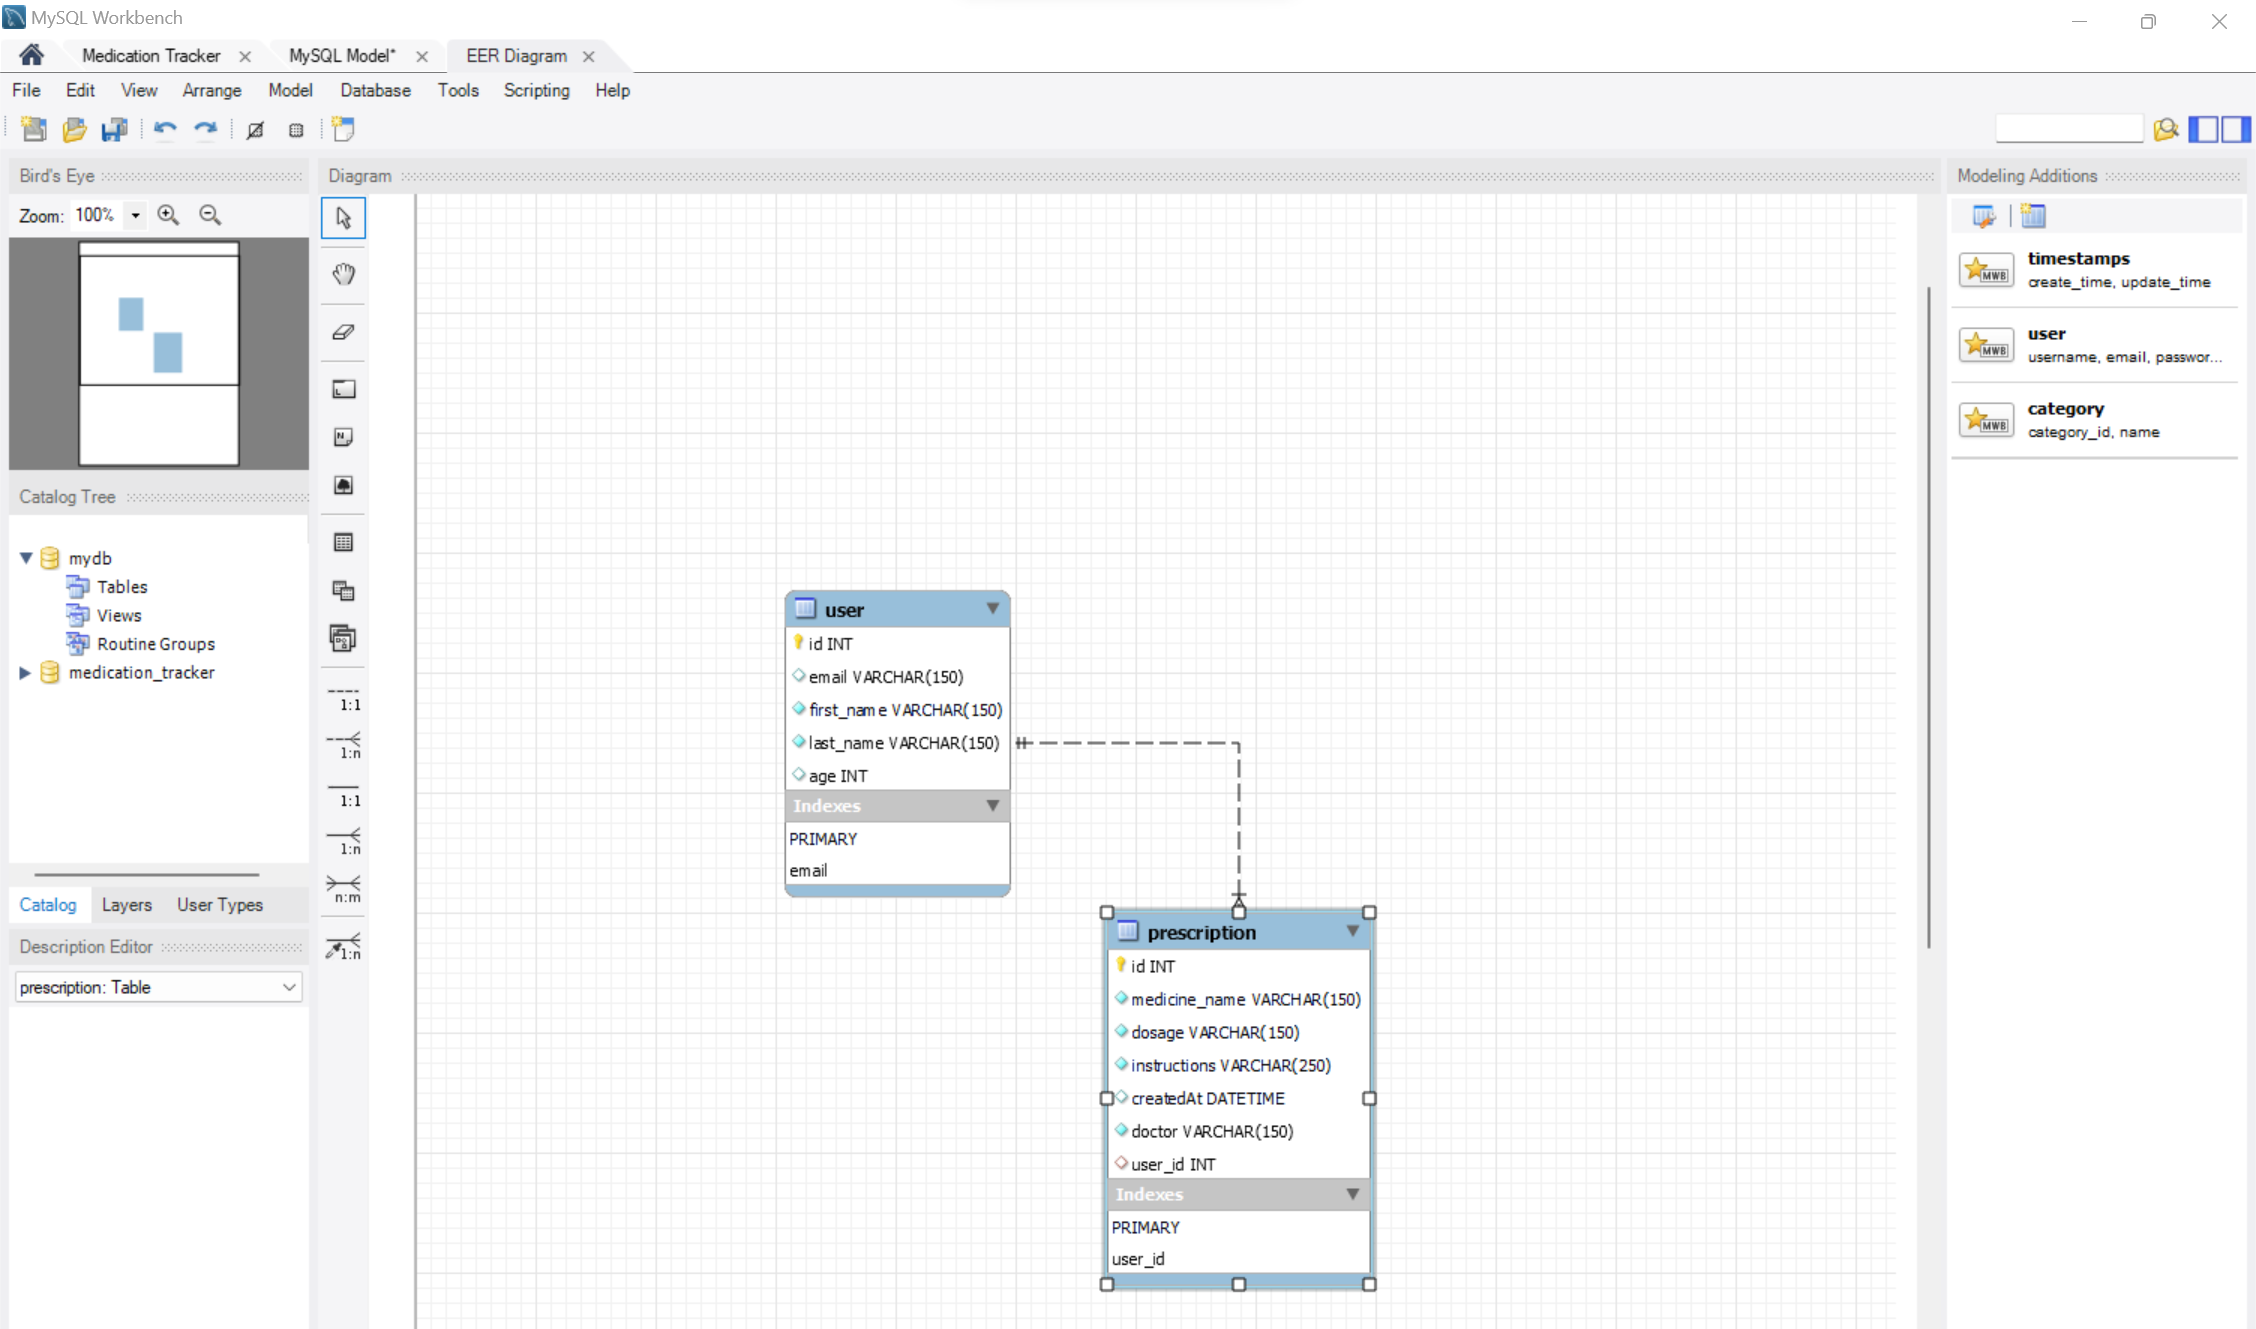 MySQL Workbench
Medication Tracker
MySQL Model*
EER Diagram
File Edit View Arrange Model Database Tools Scripting Help
Bird's Eye
Zoom: 100%
Catalog Tree
mydb
Tables
Views
Routine Groups
medication_tracker
Catalog Layers User Types
Description Editor
prescription: Table
Diagram
1:1
1:n
1:1
1:n
n:m
1:n
user
id INT
email VARCHAR(150)
first_name VARCHAR(150)
last_name VARCHAR(150)
age INT
Indexes
PRIMARY
email
prescription
id INT
medicine_name VARCHAR(150)
dosage VARCHAR(150)
instructions VARCHAR(250)
createdAt DATETIME
doctor VARCHAR(150)
user_id INT
Indexes
PRIMARY
user_id
Modeling Additions
MWB
timestamps
create_time, update_time
MWB
user
username, email, passwor...
MWB
category
category_id, name